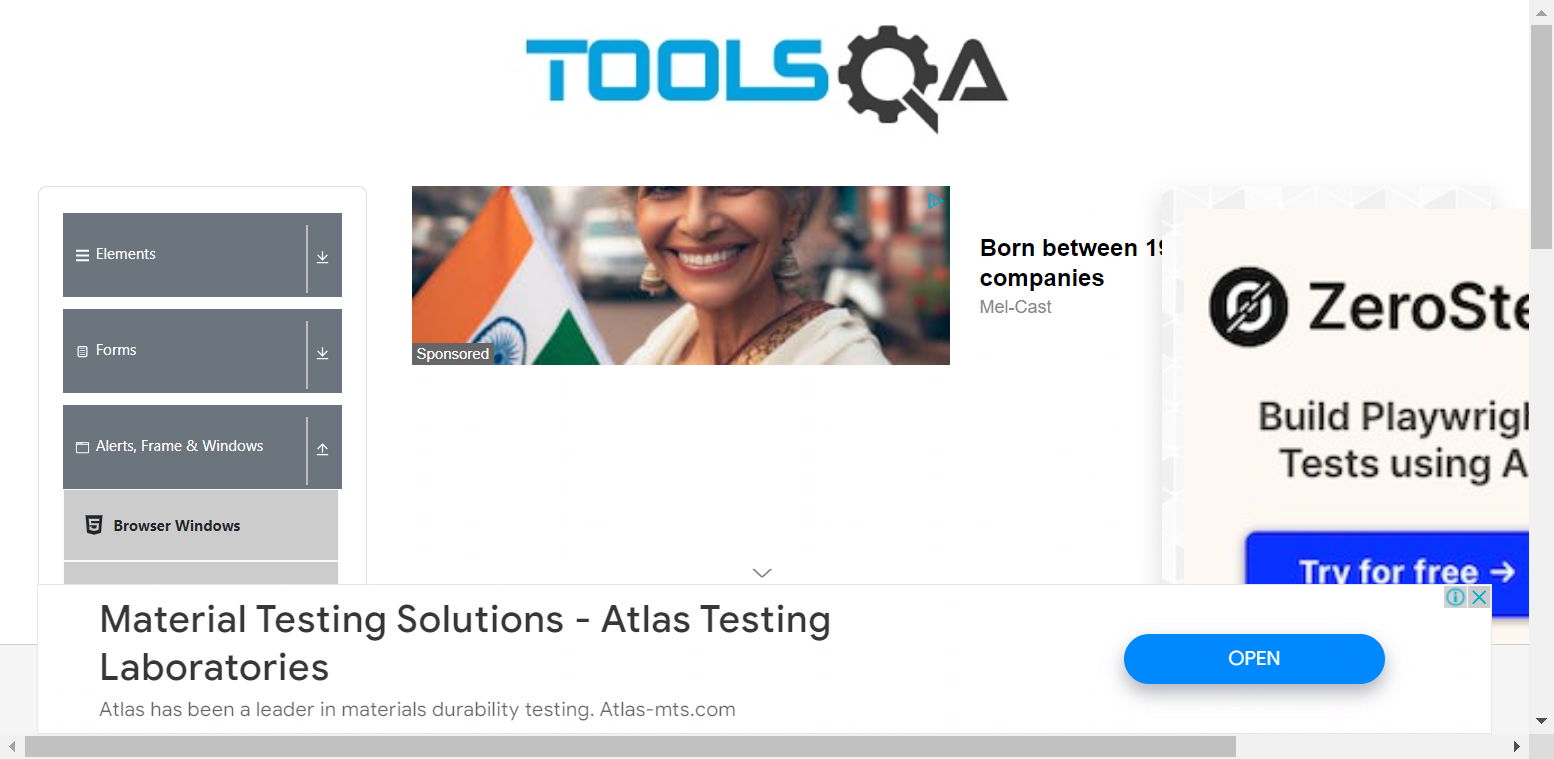 TOOLSQA
Elements
Forms
Alerts, Frame & Windows
Browser Windows
Sponsored
Born between 19
companies
Mel-Cast
ZeroSte
Build Playwrigh
Tests using A
Try for free →
Material Testing Solutions - Atlas Testing
Laboratories
Atlas has been a leader in materials durability testing. Atlas-mts.com
OPEN